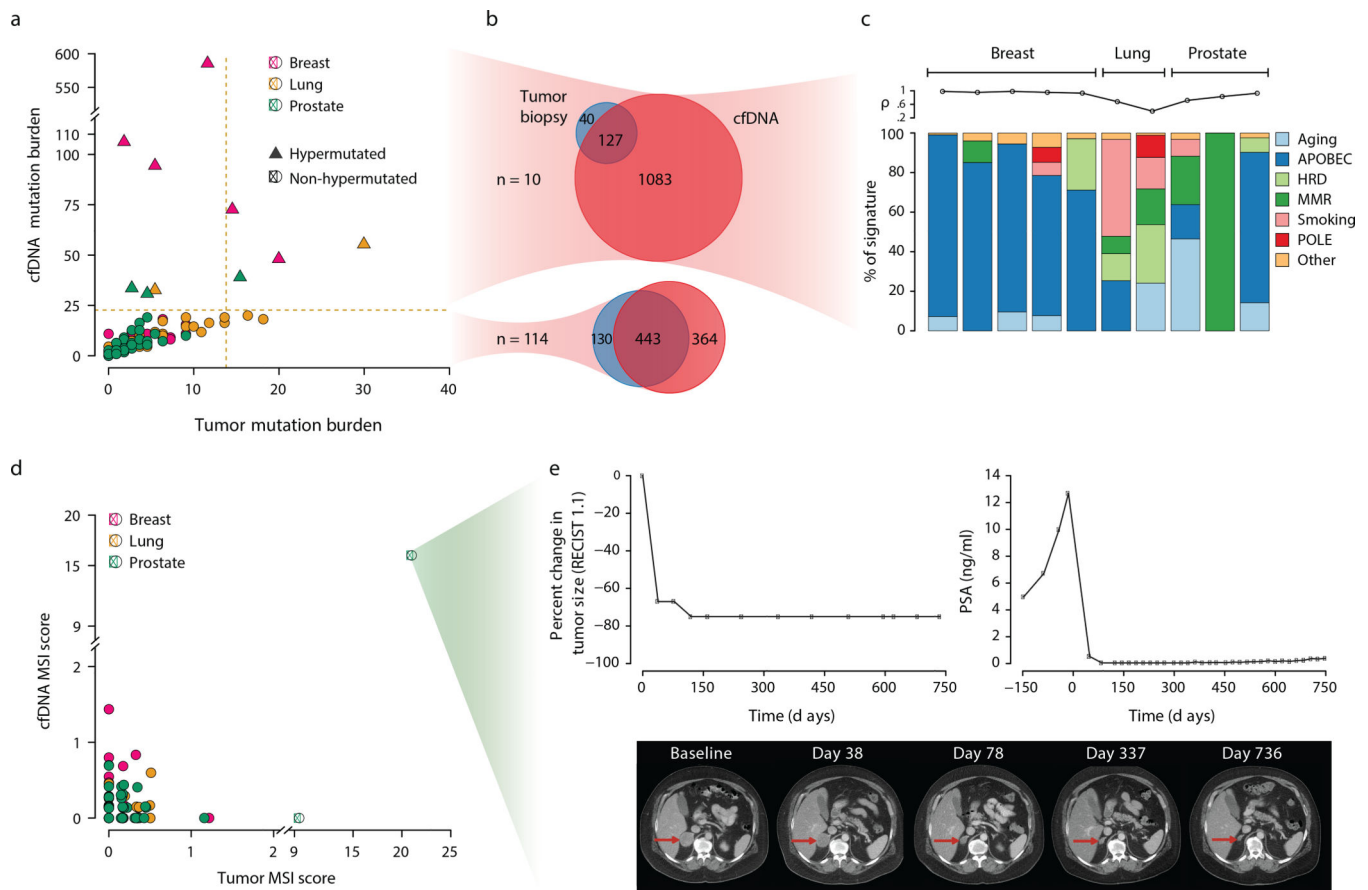 a
cfDNA mutation burden
600
550
110
100
75
50
25
0
0
10
20
30
40
Tumor mutation burden
Breast
Lung
Prostate
Hypermutated
Non-hypermutated
b
Tumor
biopsy
cfDNA
40
127
1083
n = 10
n = 114
130
443
364
c
Breast
Lung
Prostate
ρ
1
.6
.2
% of signature
100
80
60
40
20
0
Aging
APOBEC
HRD
MMR
Smoking
POLE
Other
d
cfDNA MSI score
20
15
9
2
1
0
0
1
2
9
15
20
25
Tumor MSI score
Breast
Lung
Prostate
e
Percent change in
tumor size (RECIST 1.1)
0
−20
−40
−60
−80
−100
0
150
300
450
600
750
Time (d ays)
PSA (ng/ml)
14
12
10
8
6
4
2
0
−150
0
150
300
450
600
750
Time (d ays)
Baseline
Day 38
Day 78
Day 337
Day 736